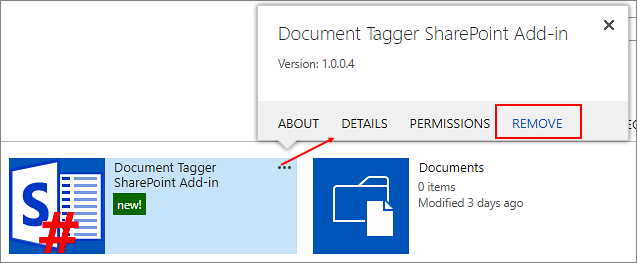 Document Tagger SharePoint Add-in
Version: 1.0.0.4
ABOUT DETAILS PERMISSIONS REMOVE
Document Tagger
SharePoint Add-in
new!
S
#
Documents
0 items
Modified 3 days ago